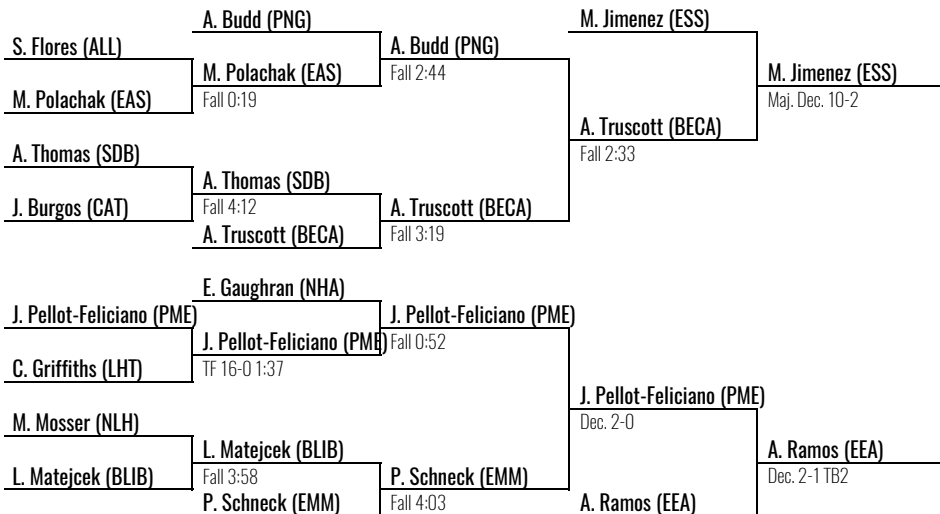 A. Budd (PNG)
M. Jimenez (ESS)
S. Flores (ALL)
A. Budd (PNG)
M. Polachak (EAS)
Fall 2:44
M. Jimenez (ESS)
M. Polachak (EAS)
Fall 0:19
Maj. Dec. 10-2
A. Truscott (BECA)
A. Thomas (SDB)
Fall 2:33
A. Thomas (SDB)
J. Burgos (CAT)
Fall 4:12
A. Truscott (BECA)
A. Truscott (BECA)
Fall 3:19
E. Gaughran (NHA)
J. Pellot-Feliciano (PME)
J. Pellot-Feliciano (PME)
J. Pellot-Feliciano (PME)
Fall 0:52
C. Griffiths (LHT)
TF 16-0 1:37
J. Pellot-Feliciano (PME)
M. Mosser (NLH)
Dec. 2-0
L. Matejcek (BLIB)
A. Ramos (EEA)
L. Matejcek (BLIB)
Fall 3:58
P. Schneck (EMM)
Dec. 2-1 TB2
P. Schneck (EMM)
Fall 4:03
A. Ramos (EEA)